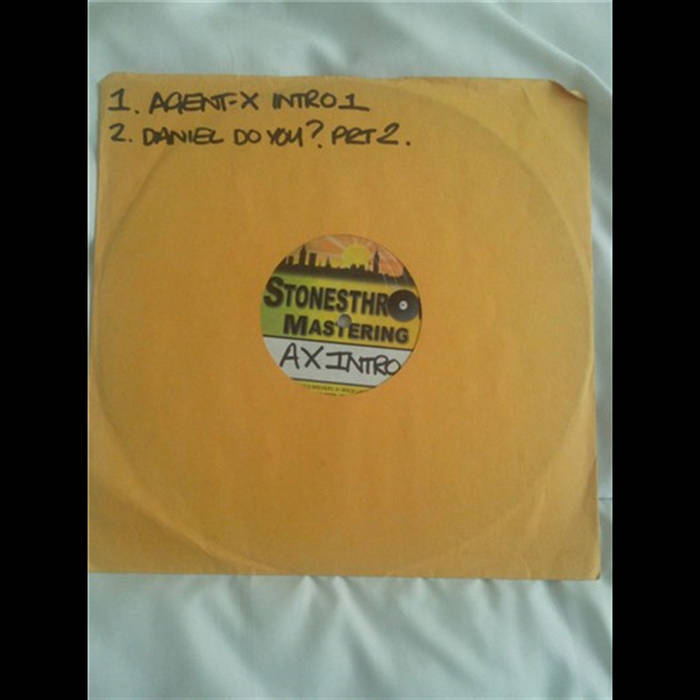 1. AGENT-X INTRO 1
2. DANIEL DO YOU? PRT 2.
STONESTHRO
MASTERING
AX INTRO